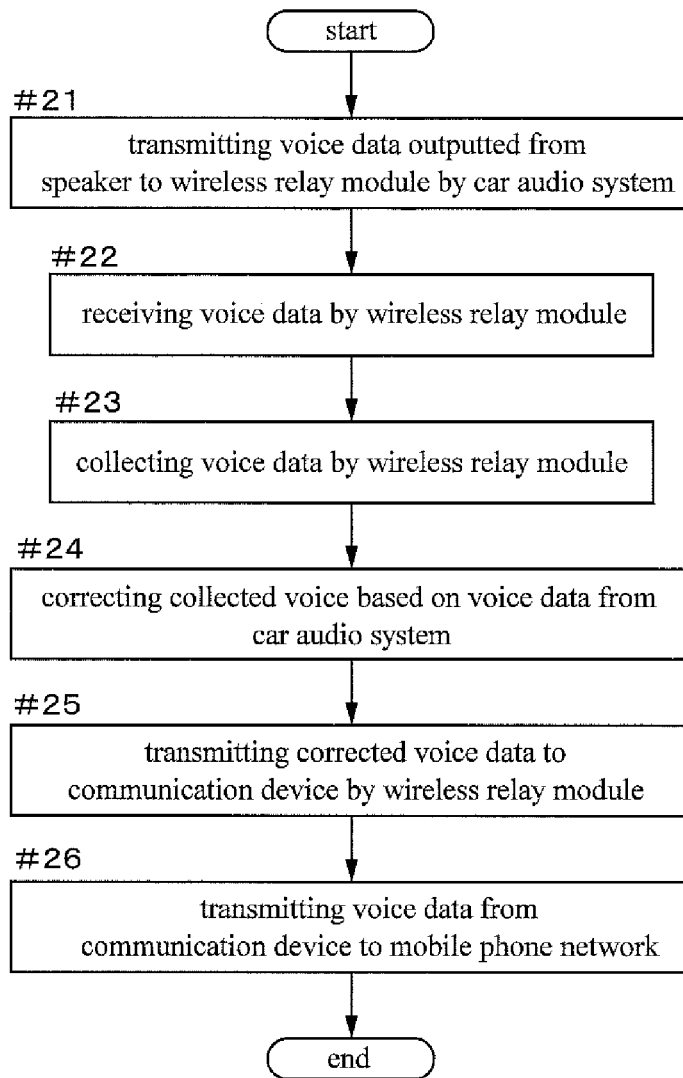 start
#21
transmitting voice data outputted from
speaker to wireless relay module by car audio system
#22
receiving voice data by wireless relay module
#23
collecting voice data by wireless relay module
#24
correcting collected voice based on voice data from
car audio system
#25
transmitting corrected voice data to
communication device by wireless relay module
#26
transmitting voice data from
communication device to mobile phone network
end